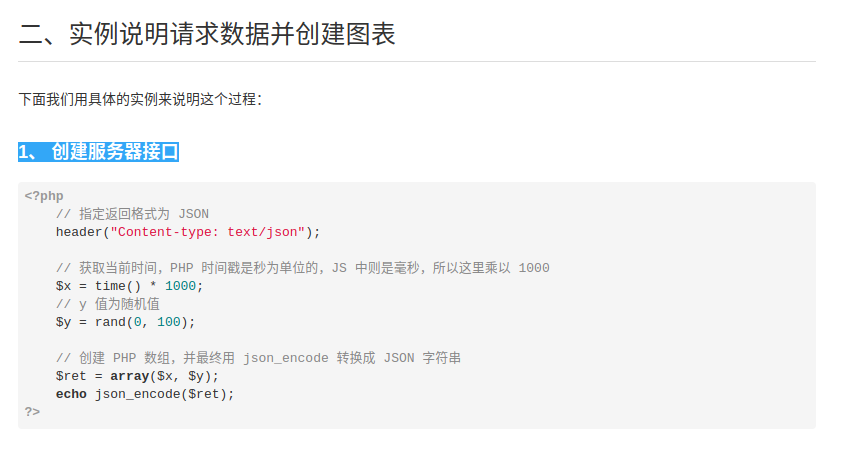 二、实例说明请求数据并创建图表
下面我们用具体的实例来说明这个过程：
1、 创建服务器接口
<?php
    // 指定返回格式为 JSON
    header("Content-type: text/json");
    // 获取当前时间，PHP 时间戳是秒为单位的，JS 中则是毫秒，所以这里乘以 1000
    $x = time() * 1000;
    // y 值为随机值
    $y = rand(0, 100);
    // 创建 PHP 数组，并最终用 json_encode 转换成 JSON 字符串
    $ret = array($x, $y);
    echo json_encode($ret);
?>